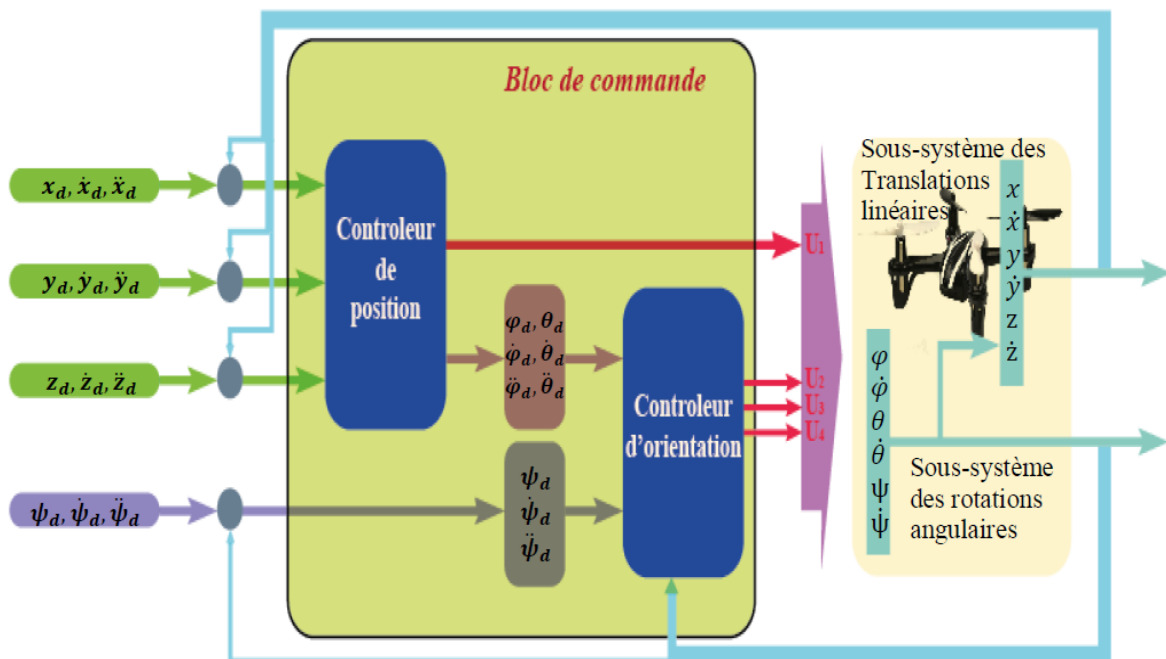 Bloc de commande
x_d, ẋ_d, ẍ_d
y_d, ẏ_d, ÿ_d
z_d, ż_d, z̈_d
ψ_d, ψ̇_d, ψ̈_d
Controleur
de
position
φ_d, θ_d
φ̇_d, θ̇_d
φ̈_d, θ̈_d
ψ_d
ψ̇_d
ψ̈_d
Controleur
d'orientation
U₁
U₂
U₃
U₄
Sous-système des
Translations
linéaires
x
ẋ
y
ẏ
z
ż
φ
φ̇
θ
θ̇
ψ
ψ̇
Sous-système
des rotations
angulaires